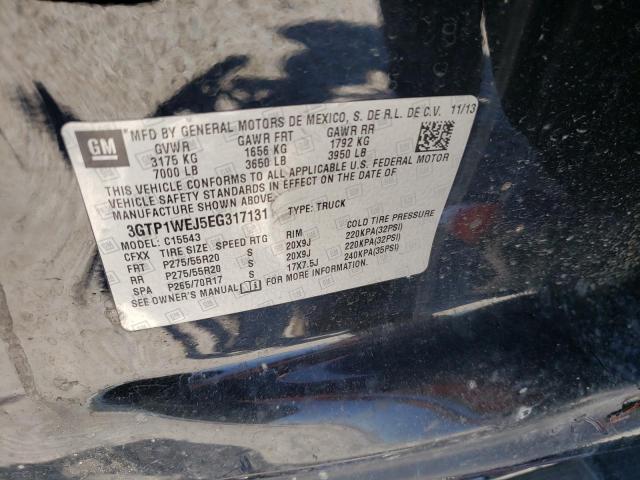 GM
MFD BY GENERAL MOTORS DE MEXICO, S. DE R.L. DE C.V. 11/13
GVWR GAWR FRT GAWR RR
3175 KG 1656 KG 1792 KG
7000 LB 3650 LB 3950 LB
THIS VEHICLE CONFORMS TO ALL APPLICABLE U.S. FEDERAL MOTOR
VEHICLE SAFETY STANDARDS IN EFFECT ON THE DATE OF
MANUFACTURE SHOWN ABOVE.
3GTP1WEJ5EG317131 TYPE: TRUCK
MODEL: C15543
CFXX TIRE SIZE SPEED RTG RIM COLD TIRE PRESSURE
FRT P275/55R20 S 20X9J 220KPA(32PSI)
RR P275/55R20 S 20X9J 220KPA(32PSI)
SPA P265/70R17 S 17X7.5J 240KPA(35PSI)
SEE OWNER'S MANUAL FOR MORE INFORMATION.